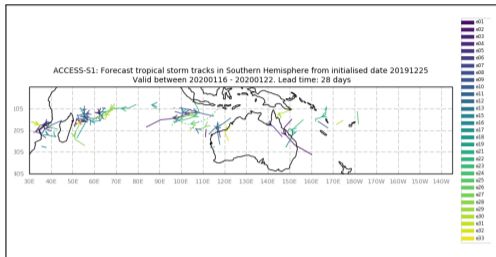 ACCESS-S1: Forecast tropical storm tracks in Southern Hemisphere from initialised date 20191225
Valid between 20200116 - 20200122. Lead time: 28 days
10S
20S
30S
40S
30E 40E 50E 60E 70E 80E 90E 100E 110E 120E 130E 140E 150E 160E 170E 180W 170W 160W 150W 140W
e01
e02
e03
e04
e05
e06
e07
e08
e09
e10
e11
e12
e13
e14
e15
e16
e17
e18
e19
e21
e22
e23
e24
e25
e26
e27
e28
e29
e30
e31
e32
e33